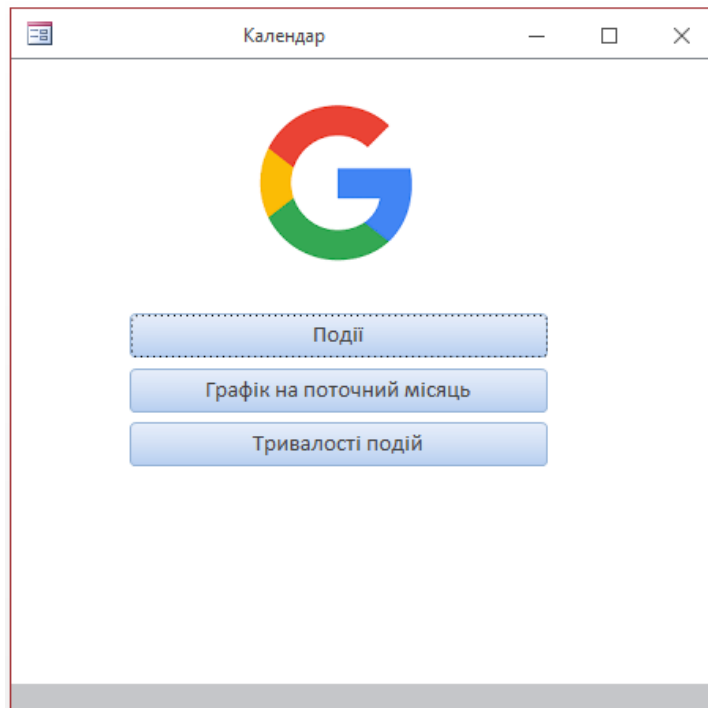 Календар
Події
Графік на поточний місяць
Тривалості подій